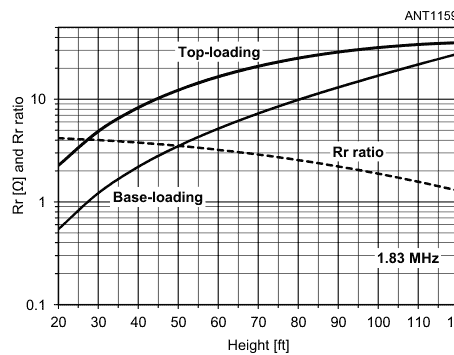 ANT1159
Top-loading
10
Rr ratio
Rr [Ω] and Rr ratio
1
Base-loading
1.83 MHz
0.1
20 30 40 50 60 70 80 90 100 110 120
Height [ft]